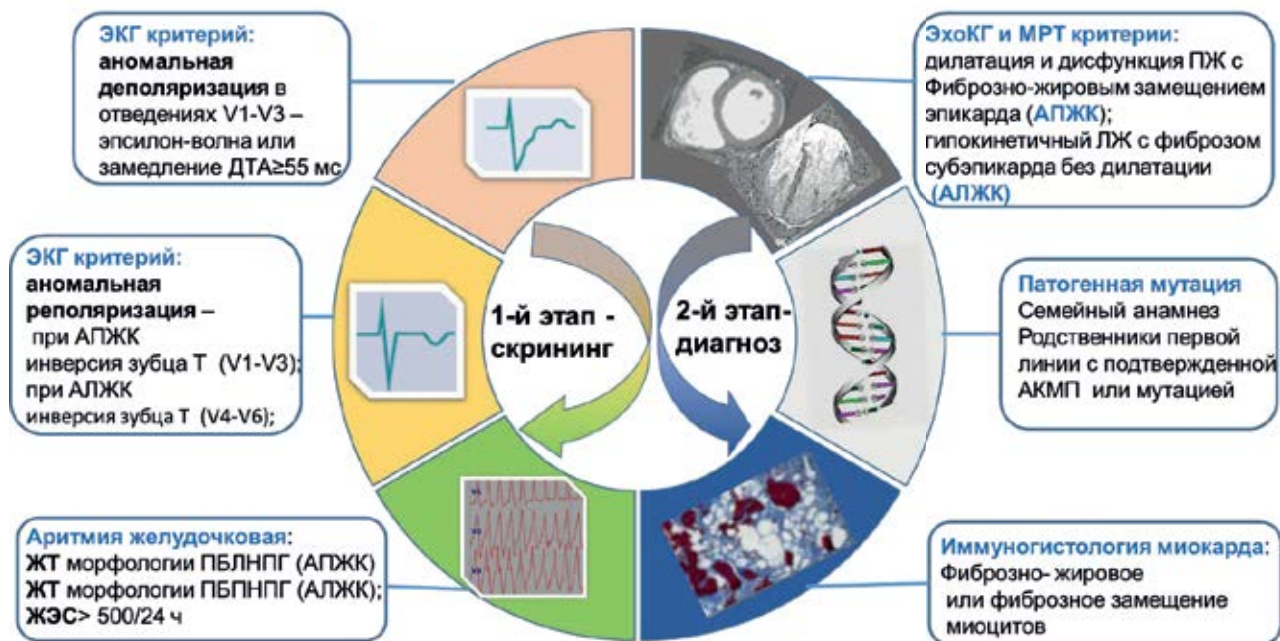 ЭКГ критерий:
аномальная
деполяризация в
отведениях V1-V3 –
эпсилон-волна или
замедление ДТА≥55 мс
ЭКГ критерий:
аномальная
реполяризация –
при АПЖК
инверсия зубца Т (V1-V3);
при АЛЖК
инверсия зубца Т (V4-V6);
Аритмия желудочковая:
ЖТ морфологии ПБЛНПГ (АПЖК)
ЖТ морфологии ПБПНПГ (АЛЖК);
ЖЭС> 500/24 ч
1-й этап -
скрининг
2-й этап-
диагноз
ЭхоКГ и МРТ критерии:
дилатация и дисфункция ПЖ с
Фиброзно-жировым замещением
эпикарда (АПЖК);
гипокинетичный ЛЖ с фиброзом
субэпикарда без дилатации
(АЛЖК)
Патогенная мутация
Семейный анамнез
Родственники первой
линии с подтвержденной
АКМП или мутацией
Иммуногистология миокарда:
Фиброзно- жировое
или фиброзное замещение
миоцитов